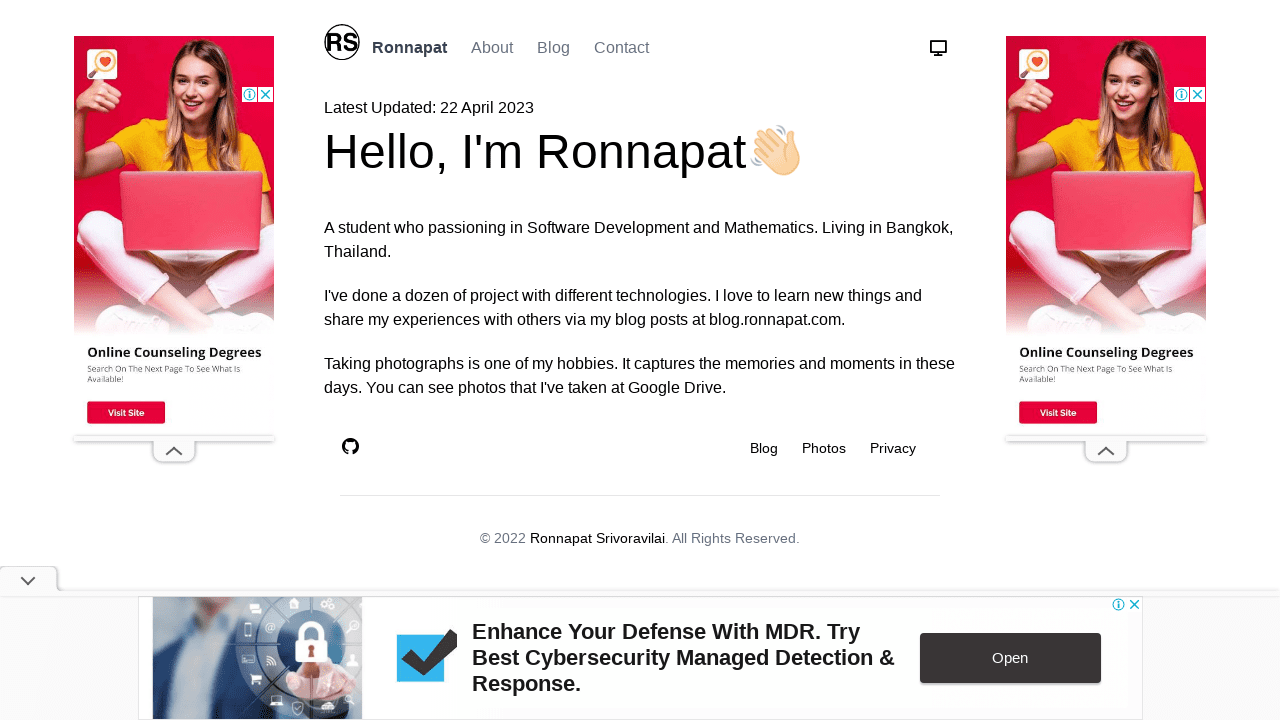 RS
Ronnapat About Blog Contact
Latest Updated: 22 April 2023
Hello, I'm Ronnapat
A student who passioning in Software Development and Mathematics. Living in Bangkok,
Thailand.
I've done a dozen of project with different technologies. I love to learn new things and
share my experiences with others via my blog posts at blog.ronnapat.com.
Taking photographs is one of my hobbies. It captures the memories and moments in these
days. You can see photos that I've taken at Google Drive.
Blog Photos Privacy
© 2022 Ronnapat Srivoravilai. All Rights Reserved.
Online Counseling Degrees
Search On The Next Page To See What Is
Available!
Visit Site
Online Counseling Degrees
Search On The Next Page To See What Is
Available!
Visit Site
Enhance Your Defense With MDR. Try
Best Cybersecurity Managed Detection &
Response.
Open